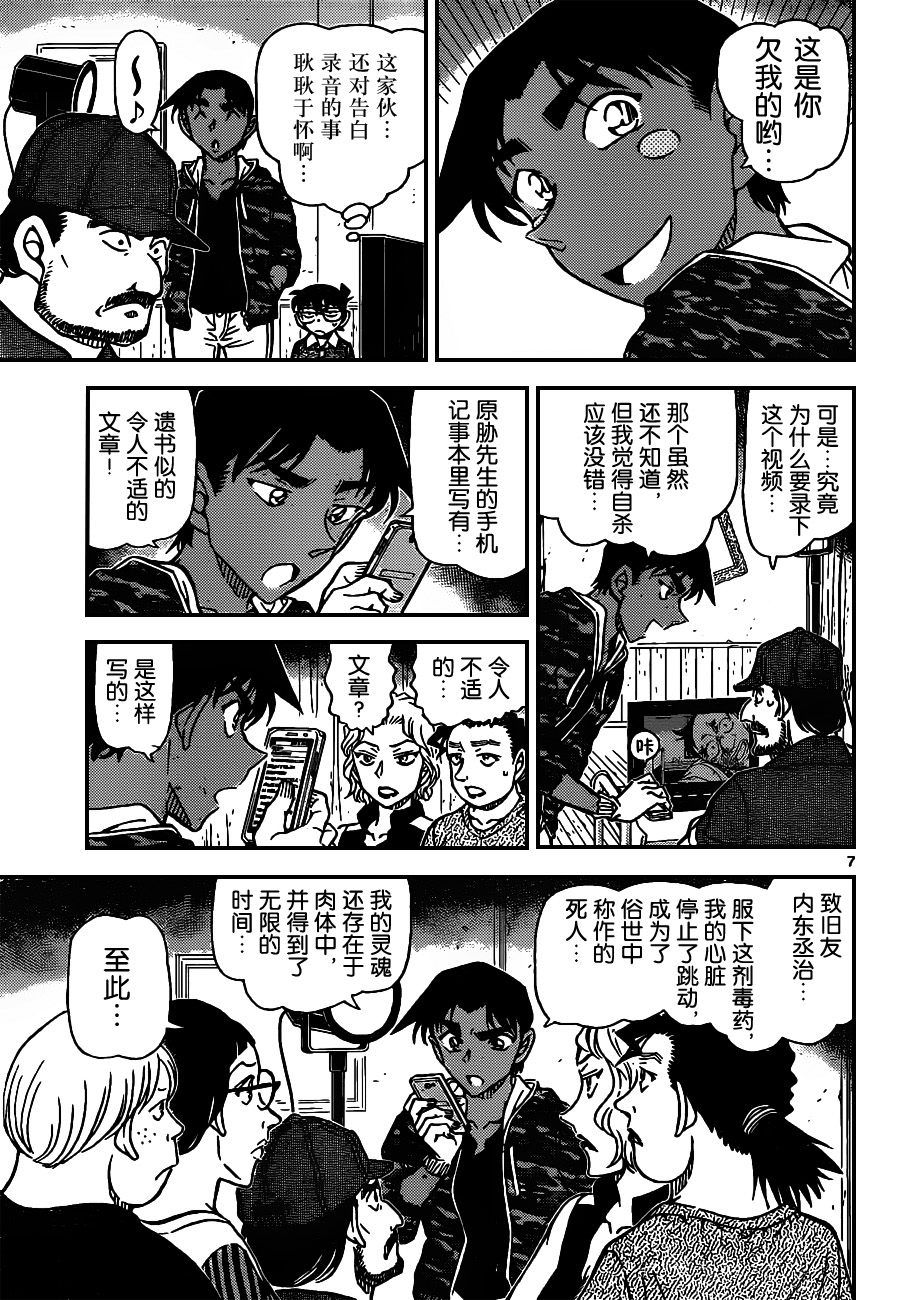 这是你
欠我的哟…
这家伙…
还对告白
录音的事
耿耿于怀啊…
～♪
可是…究竟
为什么要录下
这个视频…
那个虽然
还不知道,
但我觉得自杀
应该没错…
咔
原胁先生的手机
记事本里写有…
遗书似的
令人不适的
文章！
令人
不适
的…
文章？
是这样
写的…
7
致旧友
内东丞治…
服下这剂毒药,
我的心脏
停止了跳动,
成为了
俗世中
称作的
死人…
我的灵魂
还存在于
肉体中,
并得到了
无限的
时间…
至此…